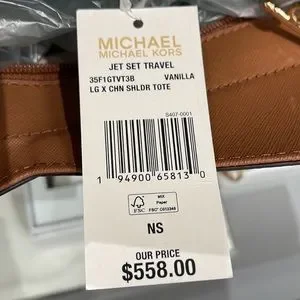 MICHAEL
MICHAEL KORS
JET SET TRAVEL
35F1GTVT3B VANILLA
LG X CHN SHLDR TOTE
S407-0001
1 94900 65813 0
FSC
MIX
Paper
NS
OUR PRICE
$558.00